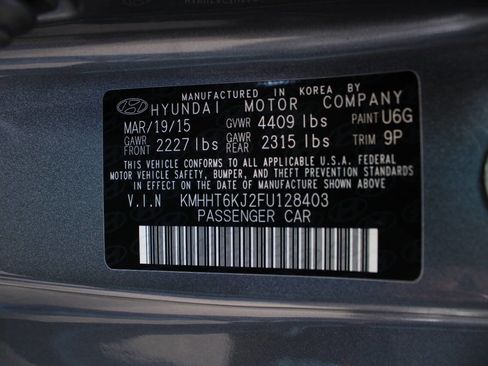 MANUFACTURED IN KOREA BY
HYUNDAI MOTOR COMPANY
MAR/19/15 GVWR 4409 lbs PAINT U6G
GAWR FRONT 2227 lbs GAWR REAR 2315 lbs TRIM 9P
THIS VEHICLE CONFORMS TO ALL APPLICABLE U.S.A. FEDERAL
MOTOR VEHICLE SAFETY, BUMPER, AND THEFT PREVENTION STANDARDS
IN EFFECT ON THE DATE OF MANUFACTURE SHOWN ABOVE.
V.I.N KMHHT6KJ2FU128403
PASSENGER CAR